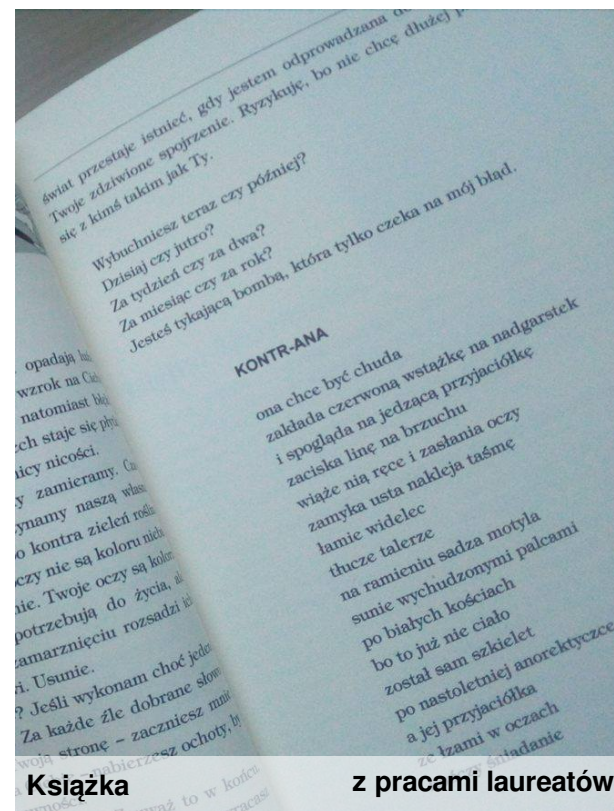 świat przestaje istnieć, gdy jestem odprowadzana
Twoje zdziwione spojrzenie. Ryzykuję, bo nie chcę dłużej
się z kimś takim jak Ty.
Wybuchniesz teraz czy później?
Dzisiaj czy jutro?
Za tydzień czy za dwa?
Za miesiąc czy za rok?
Jesteś tykającą bombą, która tylko czeka na mój błąd.
KONTR-ANA
ona chce być chuda
zakłada czerwoną wstążkę na nadgarstek
i spogląda na jedzącą przyjaciółkę
zaciska linę na brzuchu
wiąże nią ręce i zasłania oczy
zamyka usta nakleja taśmę
łamie widelec
tłucze talerze
na ramieniu sadza motyla
sunie wychudzonymi palcami
po białych kościach
bo to już nie ciało
został sam szkielet
po nastoletniej anorektyczce
a jej przyjaciółka
ze łzami w oczach
śniadanie
opadają
wzrok na
natomiast
staje się
nicości.
zamieramy.
naszą
kontra zieleń
nie są koloru
Twoje oczy są
potrzebują do życia,
rozsadzi
Usunie.
? Jeśli wykonam choć
Za każde źle dobrane
stronę – zaczniesz
nabierzesz ochoty,
to w końcu
Książka z pracami laureatów